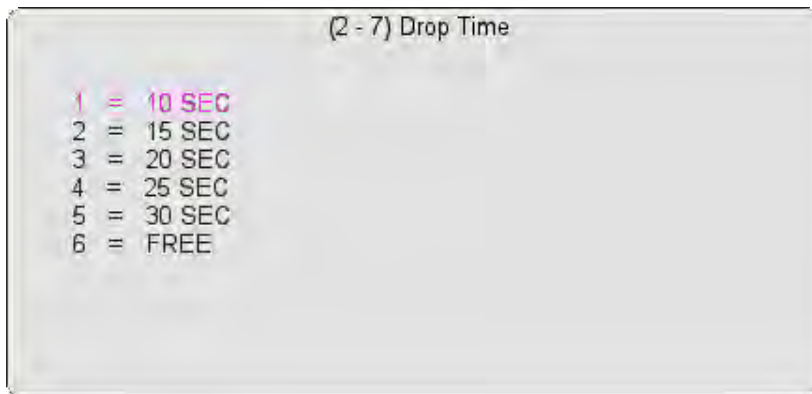 (2 - 7) Drop Time
1 = 10 SEC
2 = 15 SEC
3 = 20 SEC
4 = 25 SEC
5 = 30 SEC
6 = FREE